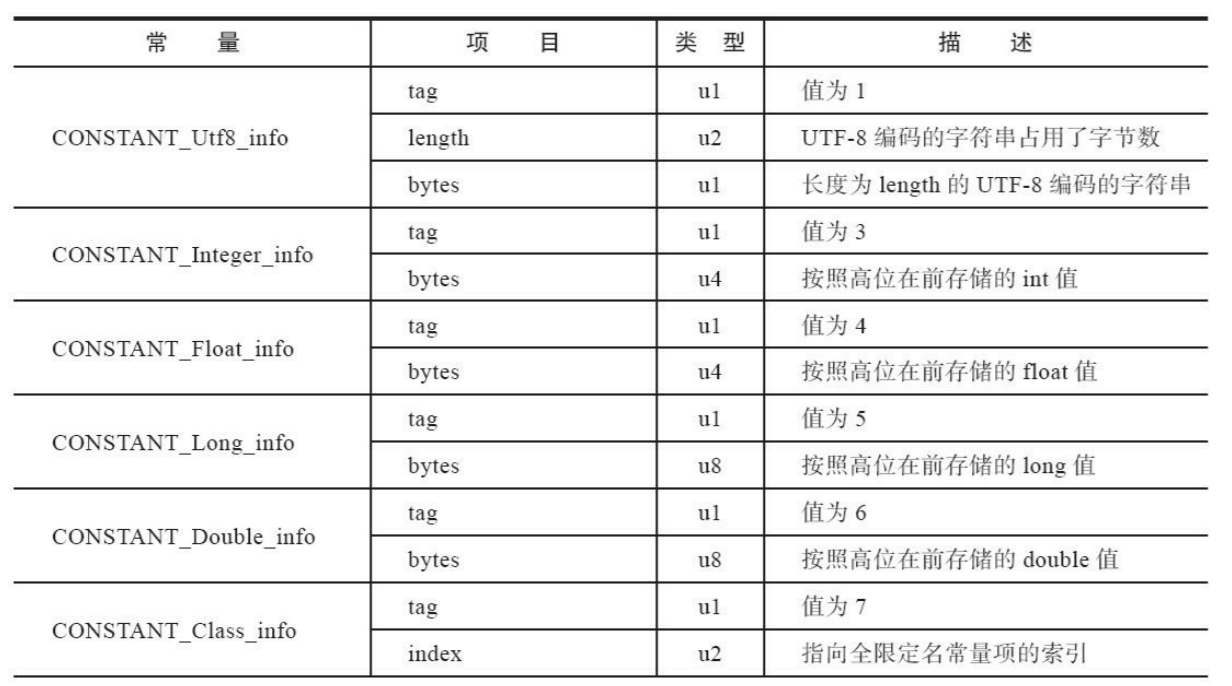 常 量 项 目 类 型 描 述
CONSTANT_Utf8_info tag u1 值为 1
length u2 UTF-8 编码的字符串占用了字节数
bytes u1 长度为 length 的 UTF-8 编码的字符串
CONSTANT_Integer_info tag u1 值为 3
bytes u4 按照高位在前存储的 int 值
CONSTANT_Float_info tag u1 值为 4
bytes u4 按照高位在前存储的 float 值
CONSTANT_Long_info tag u1 值为 5
bytes u8 按照高位在前存储的 long 值
CONSTANT_Double_info tag u1 值为 6
bytes u8 按照高位在前存储的 double 值
CONSTANT_Class_info tag u1 值为 7
index u2 指向全限定名常量项的索引